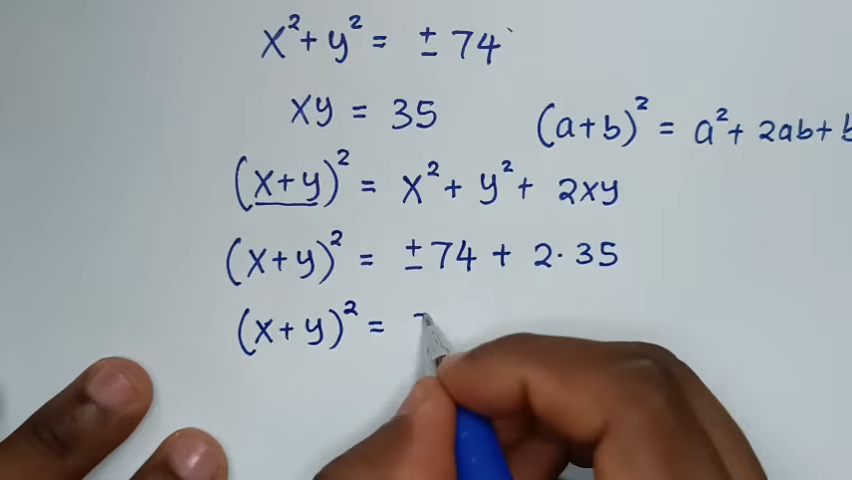 x² + y² = ± 74
xy = 35
(a+b)² = a² + 2ab + b
(x+y)² = x² + y² + 2xy
(x+y)² = ± 74 + 2·35
(x+y)² =